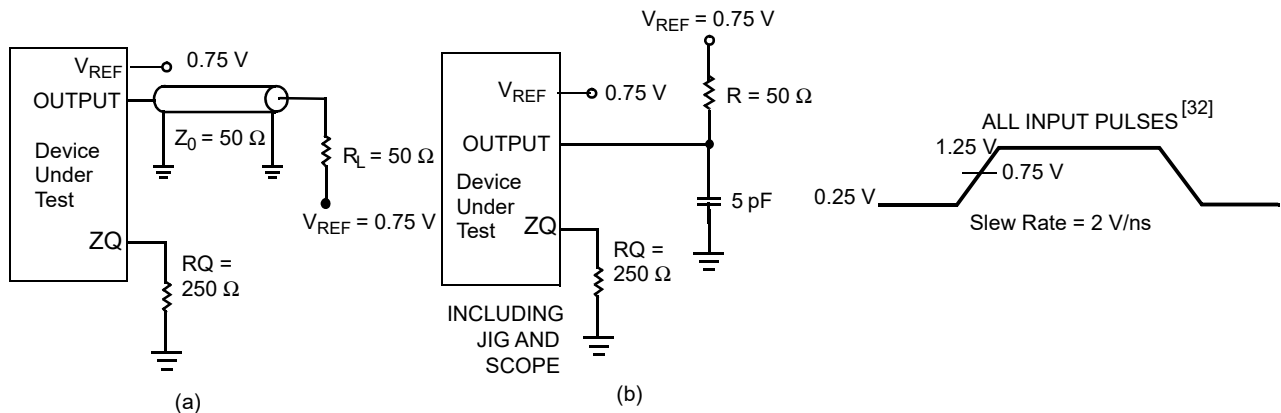 V_REF 0.75 V
OUTPUT
Z_0 = 50 Ω
Device
Under
Test
R_L = 50 Ω
V_REF = 0.75 V
ZQ
RQ =
250 Ω
(a)
V_REF = 0.75 V
V_REF 0.75 V
R = 50 Ω
OUTPUT
Device
Under
Test
5 pF
ZQ
RQ =
250 Ω
INCLUDING
JIG AND
SCOPE
(b)
ALL INPUT PULSES[32]
1.25 V
0.75 V
0.25 V
Slew Rate = 2 V/ns